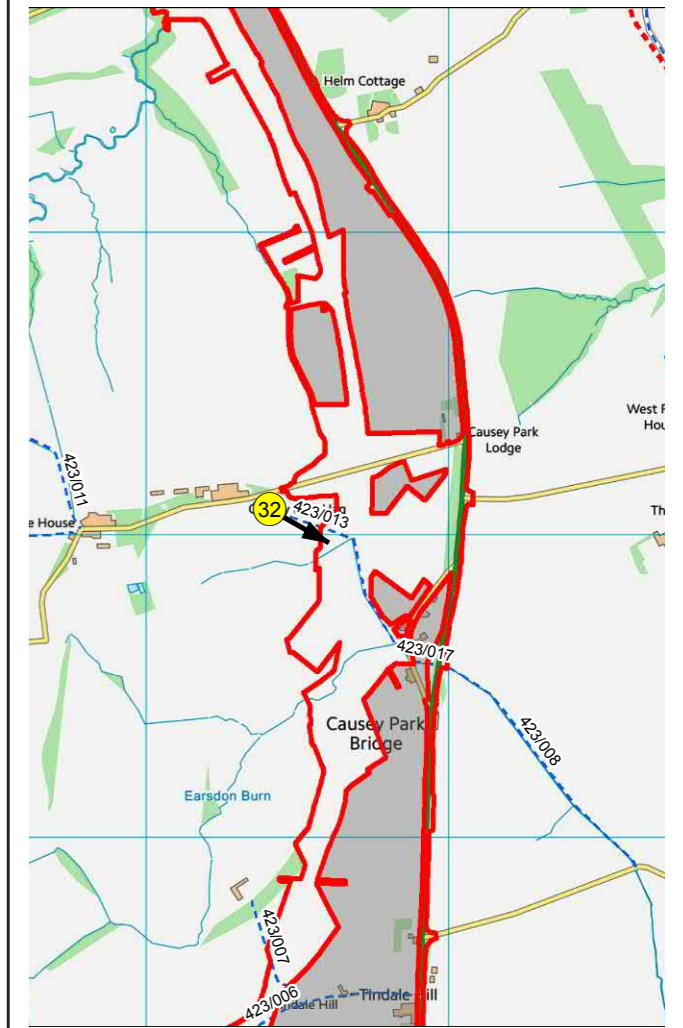 Helm Cottage
Causey Park
Lodge
West F
Hou
423/011
32
423/013
Th
e House
423/017
Causey Park
Bridge
423/008
Earsdon Burn
423/007
423/006
Tindale Hill